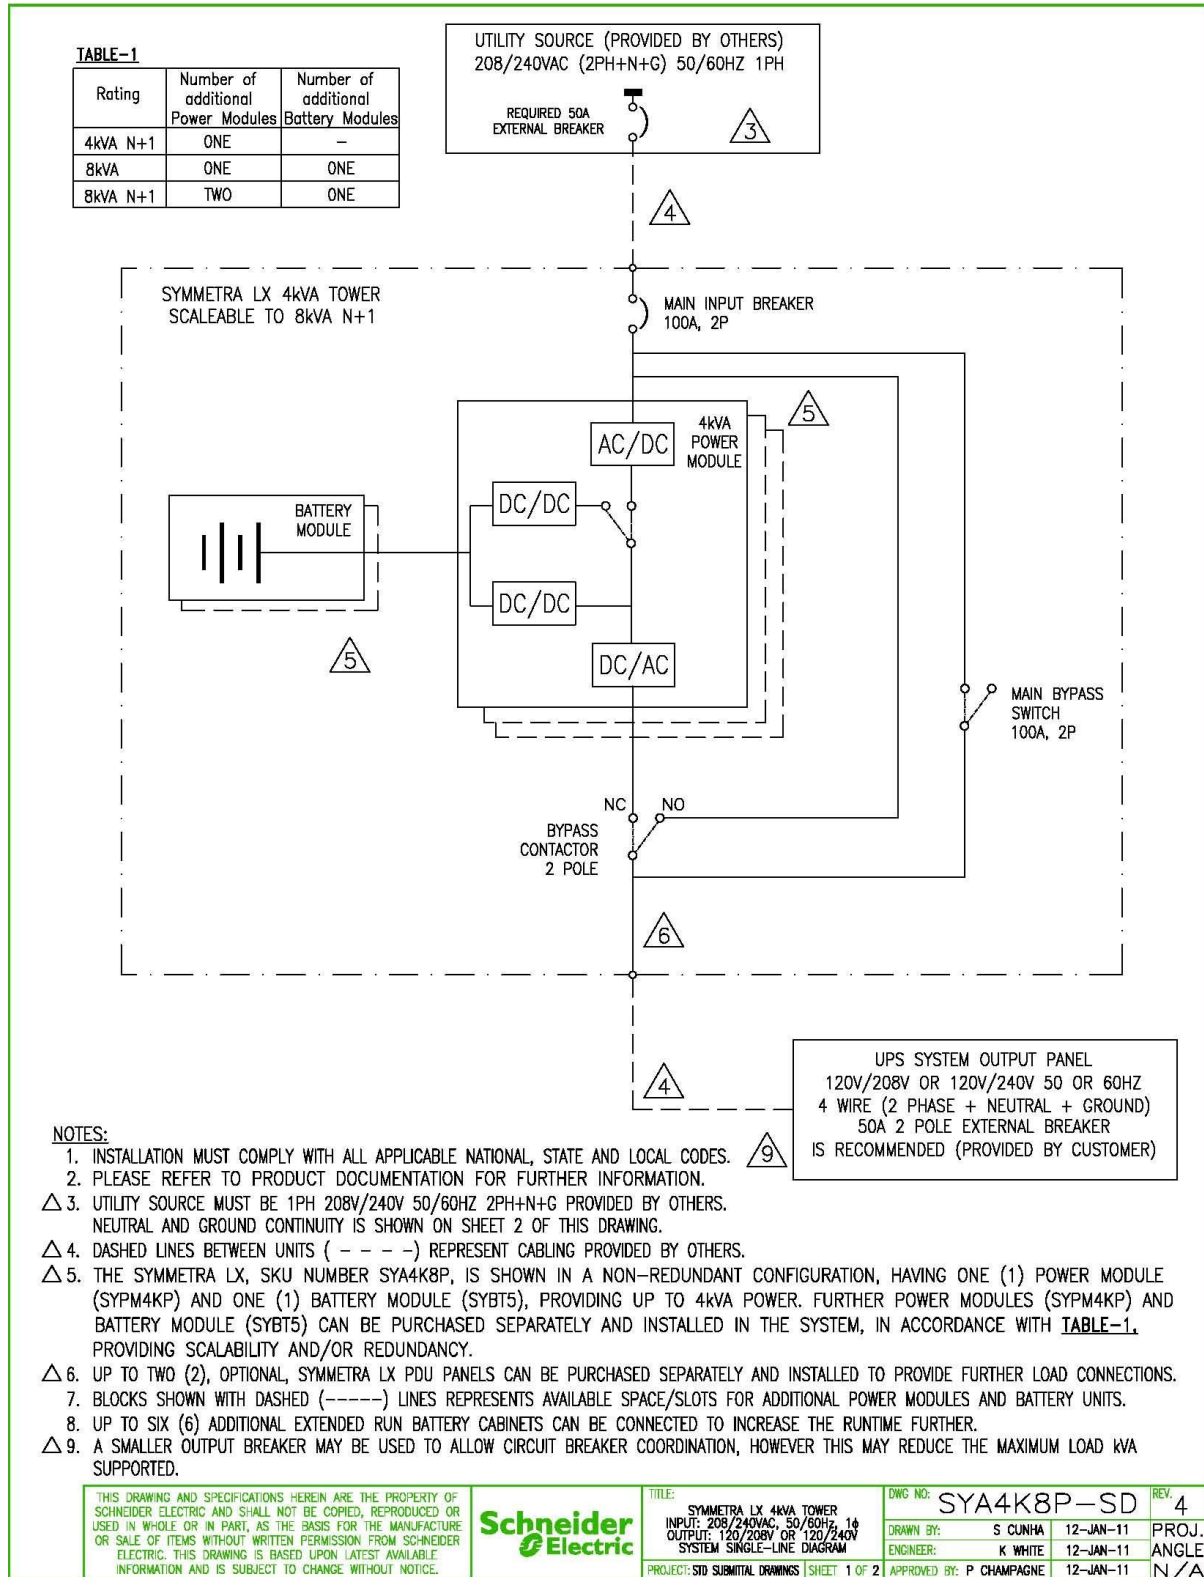 TABLE-1
Rating
Number of
additional
Power Modules
Number of
additional
Battery Modules
4kVA N+1 ONE –
8kVA ONE ONE
8kVA N+1 TWO ONE
UTILITY SOURCE (PROVIDED BY OTHERS)
208/240VAC (2PH+N+G) 50/60HZ 1PH
REQUIRED 50A
EXTERNAL BREAKER
3
4
SYMMETRA LX 4kVA TOWER
SCALEABLE TO 8kVA N+1
MAIN INPUT BREAKER
100A, 2P
5
4kVA
POWER
MODULE
AC/DC
DC/DC
BATTERY
MODULE
DC/DC
DC/AC
5
MAIN BYPASS
SWITCH
100A, 2P
NC NO
BYPASS
CONTACTOR
2 POLE
6
4
UPS SYSTEM OUTPUT PANEL
120V/208V OR 120V/240V 50 OR 60HZ
4 WIRE (2 PHASE + NEUTRAL + GROUND)
50A 2 POLE EXTERNAL BREAKER
IS RECOMMENDED (PROVIDED BY CUSTOMER)
9
NOTES:
1. INSTALLATION MUST COMPLY WITH ALL APPLICABLE NATIONAL, STATE AND LOCAL CODES.
2. PLEASE REFER TO PRODUCT DOCUMENTATION FOR FURTHER INFORMATION.
△ 3. UTILITY SOURCE MUST BE 1PH 208V/240V 50/60HZ 2PH+N+G PROVIDED BY OTHERS.
NEUTRAL AND GROUND CONTINUITY IS SHOWN ON SHEET 2 OF THIS DRAWING.
△ 4. DASHED LINES BETWEEN UNITS ( – – – –) REPRESENT CABLING PROVIDED BY OTHERS.
△ 5. THE SYMMETRA LX, SKU NUMBER SYA4K8P, IS SHOWN IN A NON-REDUNDANT CONFIGURATION, HAVING ONE (1) POWER MODULE
(SYPM4KP) AND ONE (1) BATTERY MODULE (SYBT5), PROVIDING UP TO 4kVA POWER. FURTHER POWER MODULES (SYPM4KP) AND
BATTERY MODULE (SYBT5) CAN BE PURCHASED SEPARATELY AND INSTALLED IN THE SYSTEM, IN ACCORDANCE WITH TABLE-1,
PROVIDING SCALABILITY AND/OR REDUNDANCY.
△ 6. UP TO TWO (2), OPTIONAL, SYMMETRA LX PDU PANELS CAN BE PURCHASED SEPARATELY AND INSTALLED TO PROVIDE FURTHER LOAD CONNECTIONS.
7. BLOCKS SHOWN WITH DASHED (-----) LINES REPRESENTS AVAILABLE SPACE/SLOTS FOR ADDITIONAL POWER MODULES AND BATTERY UNITS.
8. UP TO SIX (6) ADDITIONAL EXTENDED RUN BATTERY CABINETS CAN BE CONNECTED TO INCREASE THE RUNTIME FURTHER.
△ 9. A SMALLER OUTPUT BREAKER MAY BE USED TO ALLOW CIRCUIT BREAKER COORDINATION, HOWEVER THIS MAY REDUCE THE MAXIMUM LOAD kVA
SUPPORTED.
THIS DRAWING AND SPECIFICATIONS HEREIN ARE THE PROPERTY OF
SCHNEIDER ELECTRIC AND SHALL NOT BE COPIED, REPRODUCED OR
USED IN WHOLE OR IN PART, AS THE BASIS FOR THE MANUFACTURE
OR SALE OF ITEMS WITHOUT WRITTEN PERMISSION FROM SCHNEIDER
ELECTRIC. THIS DRAWING IS BASED UPON LATEST AVAILABLE
INFORMATION AND IS SUBJECT TO CHANGE WITHOUT NOTICE.
Schneider
Electric
TITLE:
SYMMETRA LX 4KVA TOWER
INPUT: 208/240VAC, 50/60Hz, 1ϕ
OUTPUT: 120/208V OR 120/240V
SYSTEM SINGLE-LINE DIAGRAM
PROJECT: STD SUBMITTAL DRAWINGS SHEET 1 OF 2
DWG NO: SYA4K8P-SD
REV. 4
DRAWN BY: S CUNHA 12-JAN-11
ENGINEER: K WHITE 12-JAN-11
APPROVED BY: P CHAMPAGNE 12-JAN-11
PROJ.
ANGLE
N/A